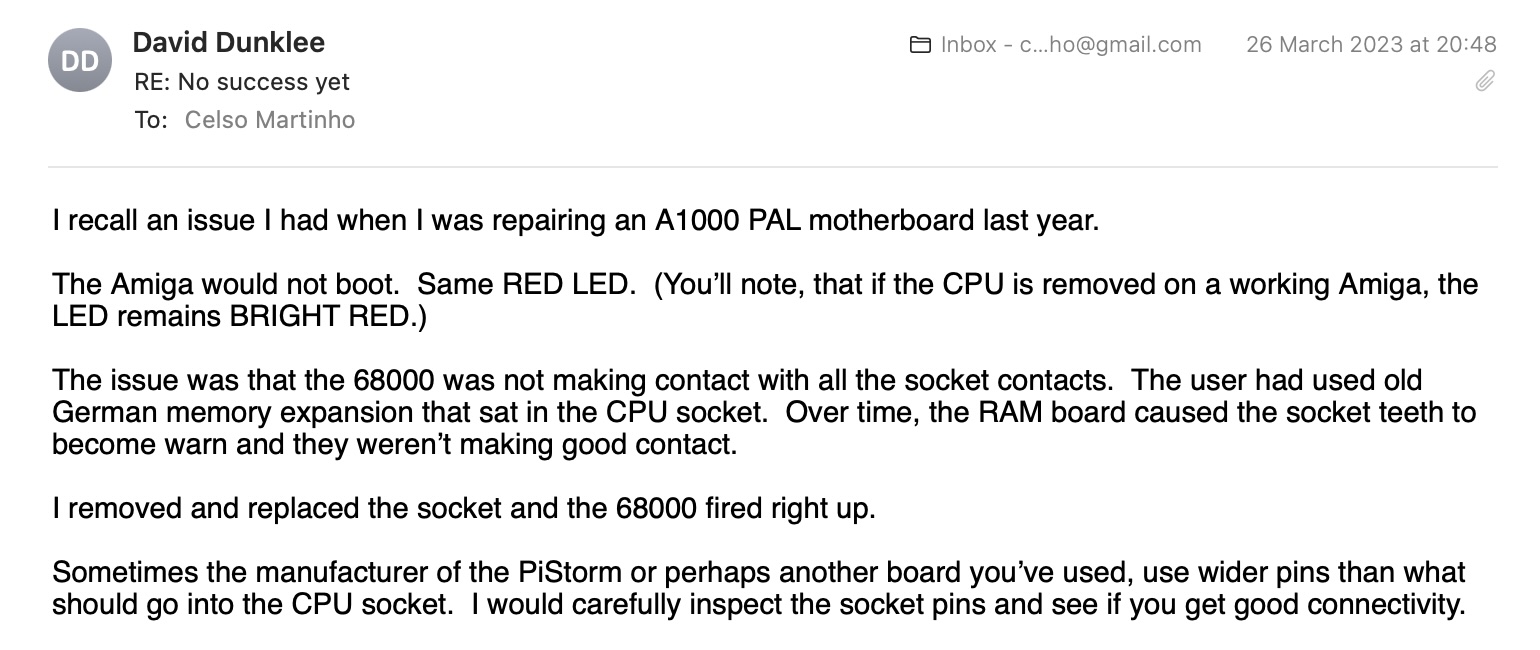 DD
David Dunklee
Inbox - c...ho@gmail.com
26 March 2023 at 20:48
RE: No success yet
To: Celso Martinho
I recall an issue I had when I was repairing an A1000 PAL motherboard last year.
The Amiga would not boot.  Same RED LED.  (You’ll note, that if the CPU is removed on a working Amiga, the
LED remains BRIGHT RED.)
The issue was that the 68000 was not making contact with all the socket contacts.  The user had used old
German memory expansion that sat in the CPU socket.  Over time, the RAM board caused the socket teeth to
become warn and they weren’t making good contact.
I removed and replaced the socket and the 68000 fired right up.
Sometimes the manufacturer of the PiStorm or perhaps another board you’ve used, use wider pins than what
should go into the CPU socket.  I would carefully inspect the socket pins and see if you get good connectivity.